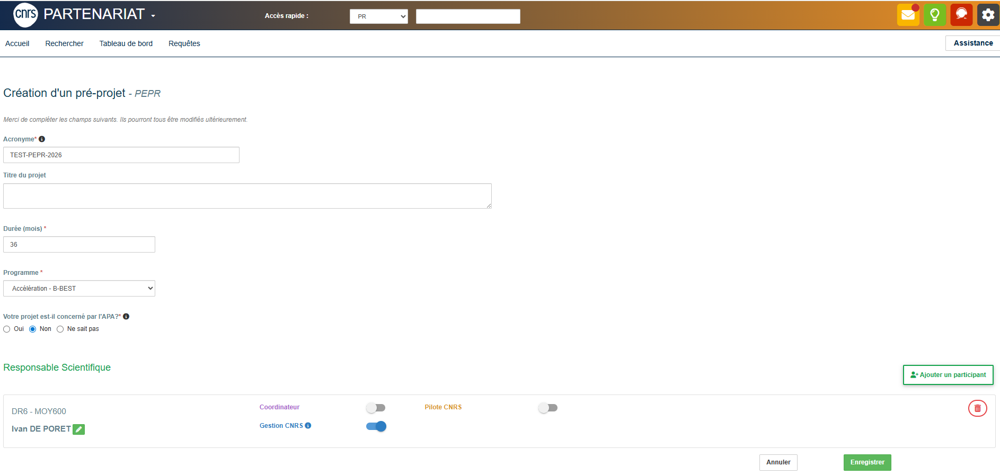 cnrs PARTENARIAT
Accès rapide :
PR
Accueil Rechercher Tableau de bord Requêtes
Assistance
Création d'un pré-projet - PEPR
Merci de compléter les champs suivants. Ils pourront tous être modifiés ultérieurement.
Acronyme*
TEST-PEPR-2026
Titre du projet
Durée (mois) *
36
Programme *
Accélération - B-BEST
Votre projet est-il concerné par l'APA?*
Oui Non Ne sait pas
Responsable Scientifique
Ajouter un participant
DR6 - MOY600
Coordinateur
Pilote CNRS
Ivan DE PORET
Gestion CNRS
Annuler
Enregistrer